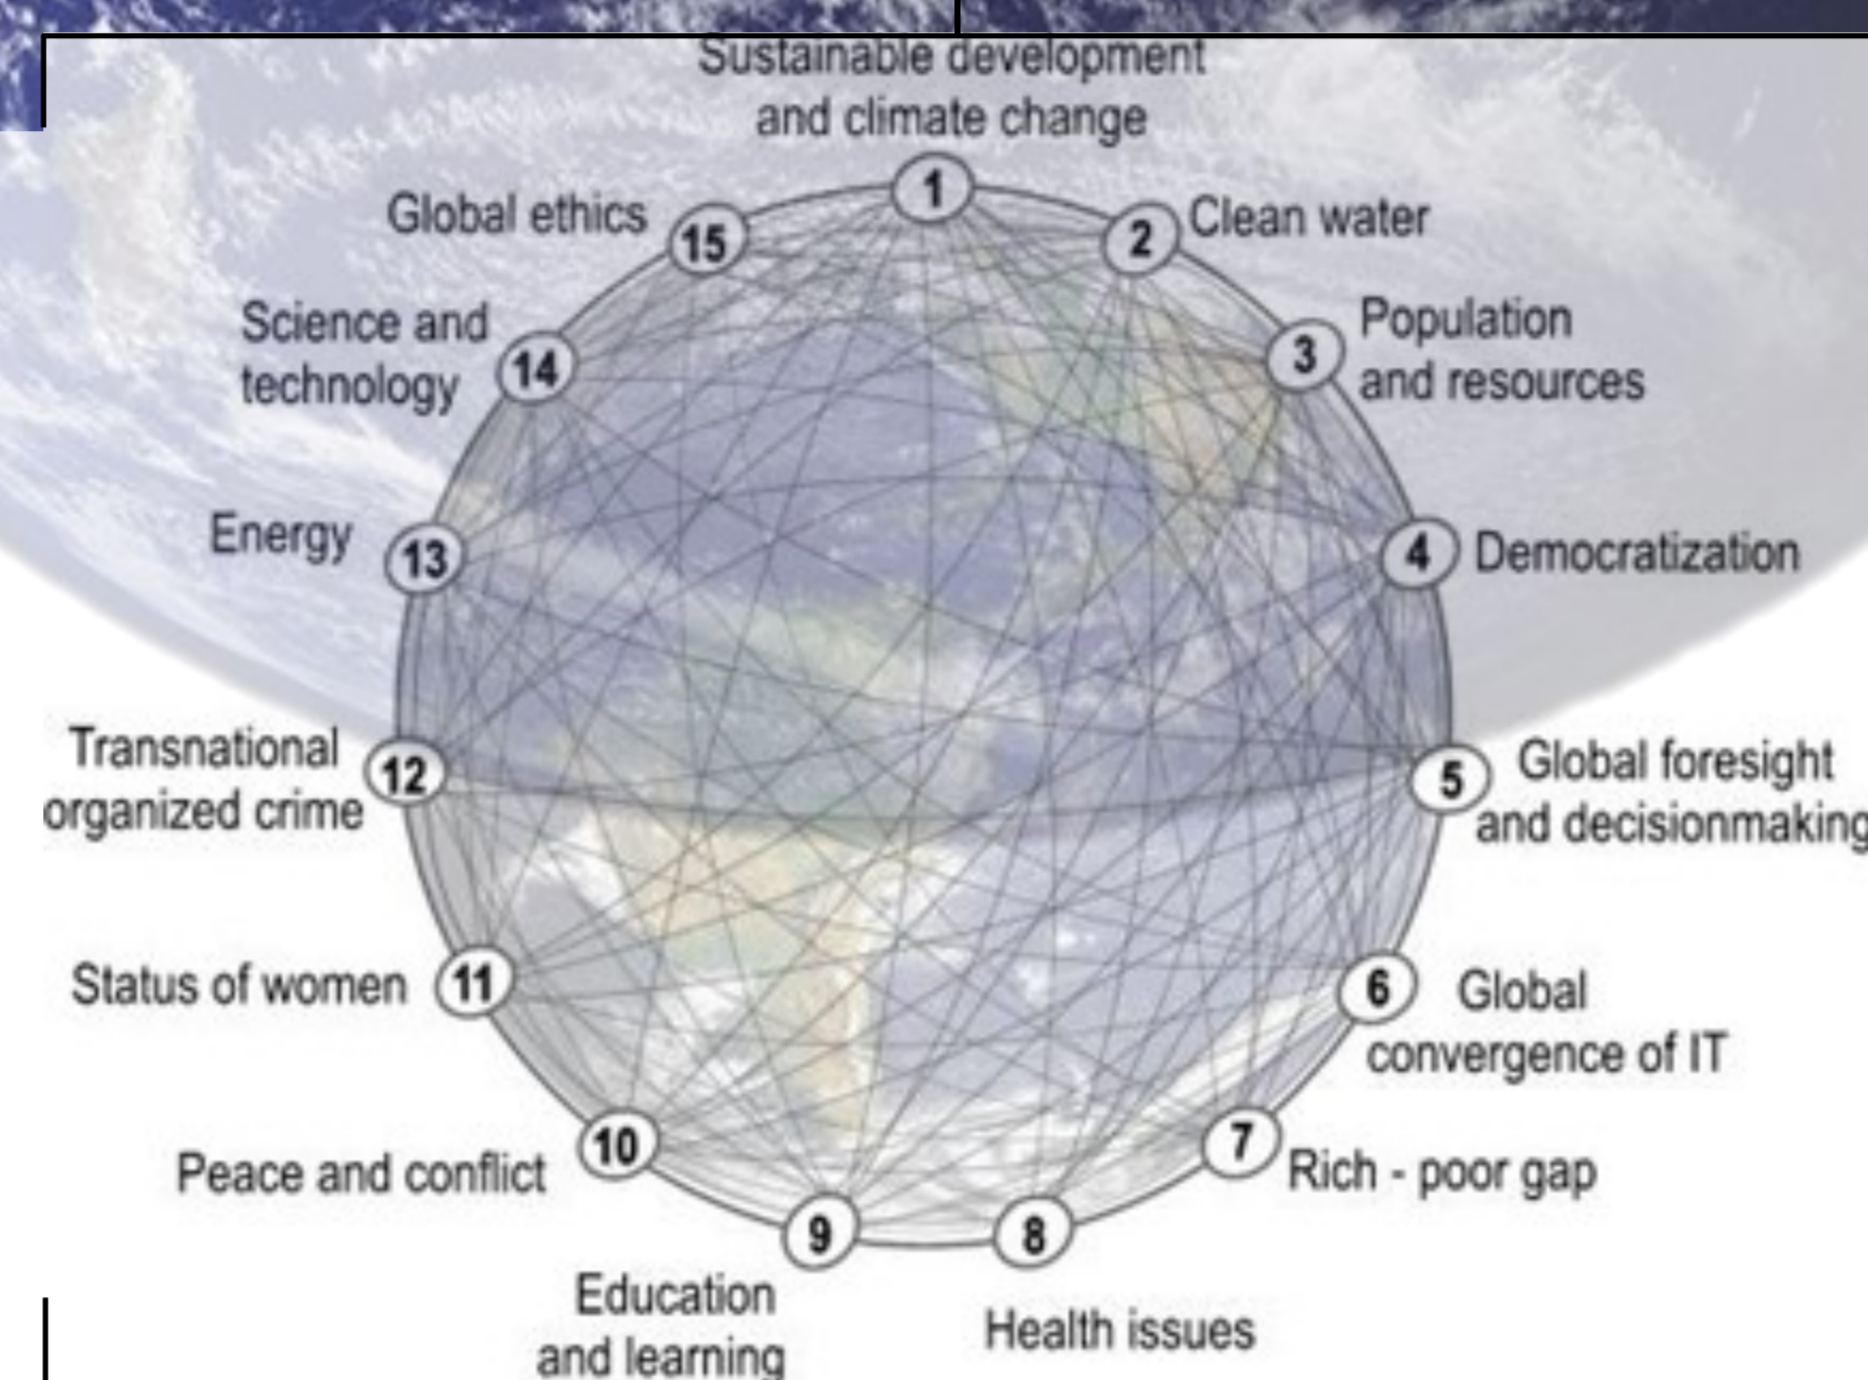 Sustainable development
and climate change
1
2
Clean water
3
Population
and resources
4
Democratization
5
Global foresight
and decisionmaking
6
Global
convergence of IT
7
Rich - poor gap
8
Health issues
9
Education
and learning
10
Peace and conflict
11
Status of women
12
Transnational
organized crime
13
Energy
14
Science and
technology
15
Global ethics